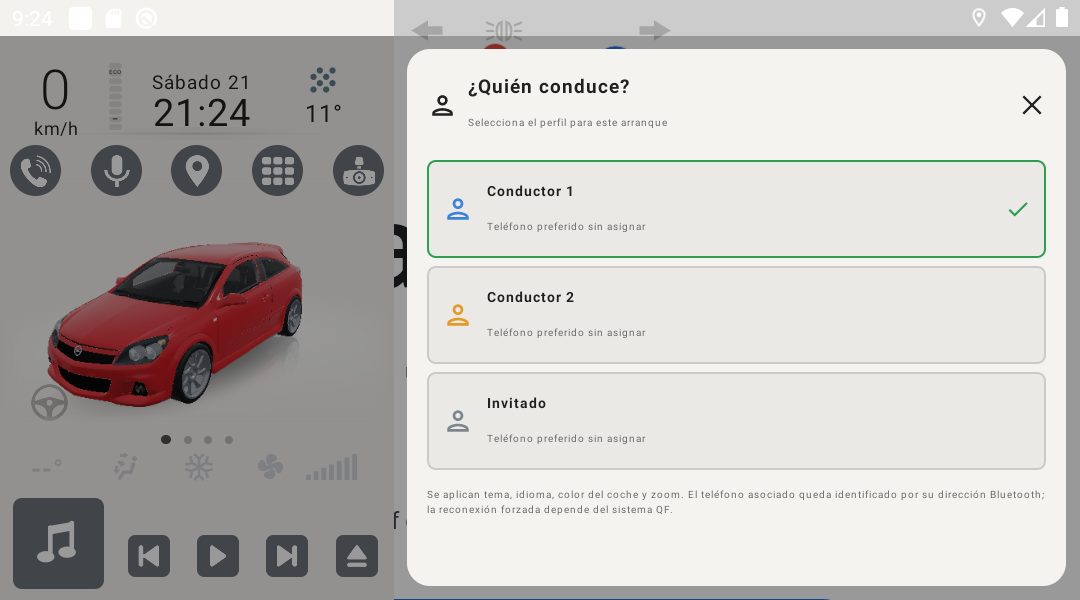 9:24
0
km/h
ECO
Sábado 21
21:24
11°
--°
¿Quién conduce?
Selecciona el perfil para este arranque
Conductor 1
Teléfono preferido sin asignar
Conductor 2
Teléfono preferido sin asignar
Invitado
Teléfono preferido sin asignar
Se aplican tema, idioma, color del coche y zoom. El teléfono asociado queda identificado por su dirección Bluetooth;
la reconexión forzada depende del sistema QF.